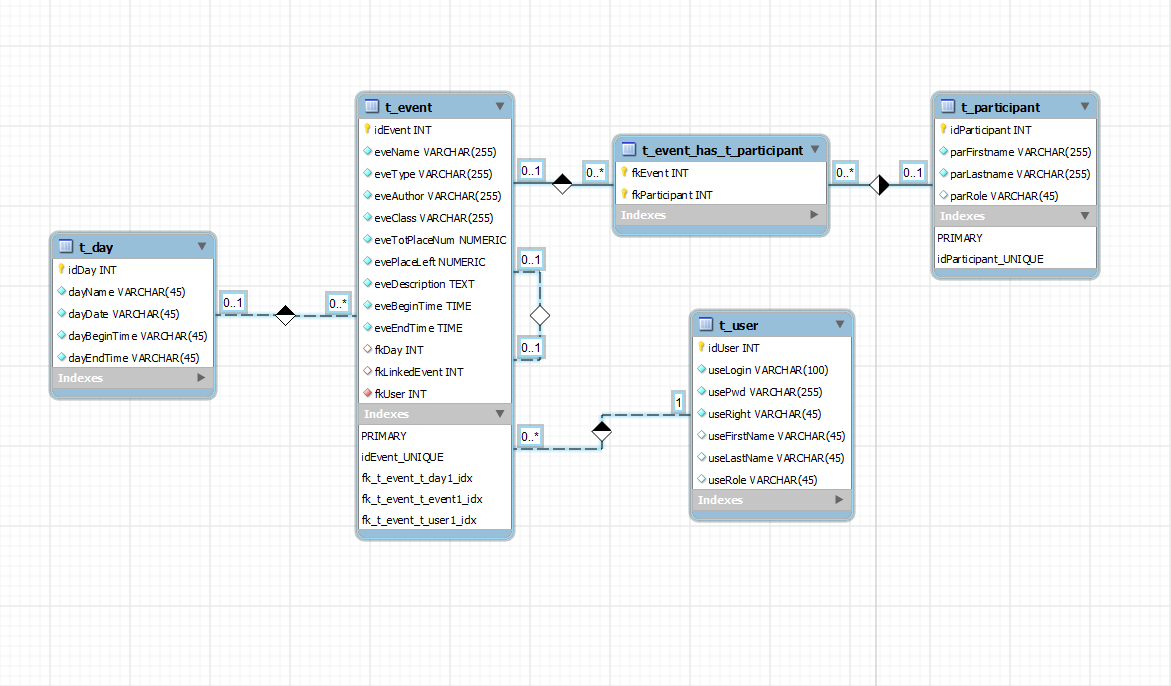 t_event
idEvent INT
eveName VARCHAR(255)
eveType VARCHAR(255)
eveAuthor VARCHAR(255)
eveClass VARCHAR(255)
eveTotPlaceNum NUMERIC
evePlaceLeft NUMERIC
eveDescription TEXT
eveBeginTime TIME
eveEndTime TIME
fkDay INT
fkLinkedEvent INT
fkUser INT
Indexes
PRIMARY
idEvent_UNIQUE
fk_t_event_t_day1_idx
fk_t_event_t_event1_idx
fk_t_event_t_user1_idx
t_event_has_t_participant
fkEvent INT
fkParticipant INT
Indexes
t_participant
idParticipant INT
parFirstname VARCHAR(255)
parLastname VARCHAR(255)
parRole VARCHAR(45)
Indexes
PRIMARY
idParticipant_UNIQUE
t_day
idDay INT
dayName VARCHAR(45)
dayDate VARCHAR(45)
dayBeginTime VARCHAR(45)
dayEndTime VARCHAR(45)
Indexes
t_user
idUser INT
useLogin VARCHAR(100)
usePwd VARCHAR(255)
useRight VARCHAR(45)
useFirstName VARCHAR(45)
useLastName VARCHAR(45)
useRole VARCHAR(45)
Indexes
0..1
0..*
0..*
0..1
0..1
0..1
0..1
0..*
0..*
1